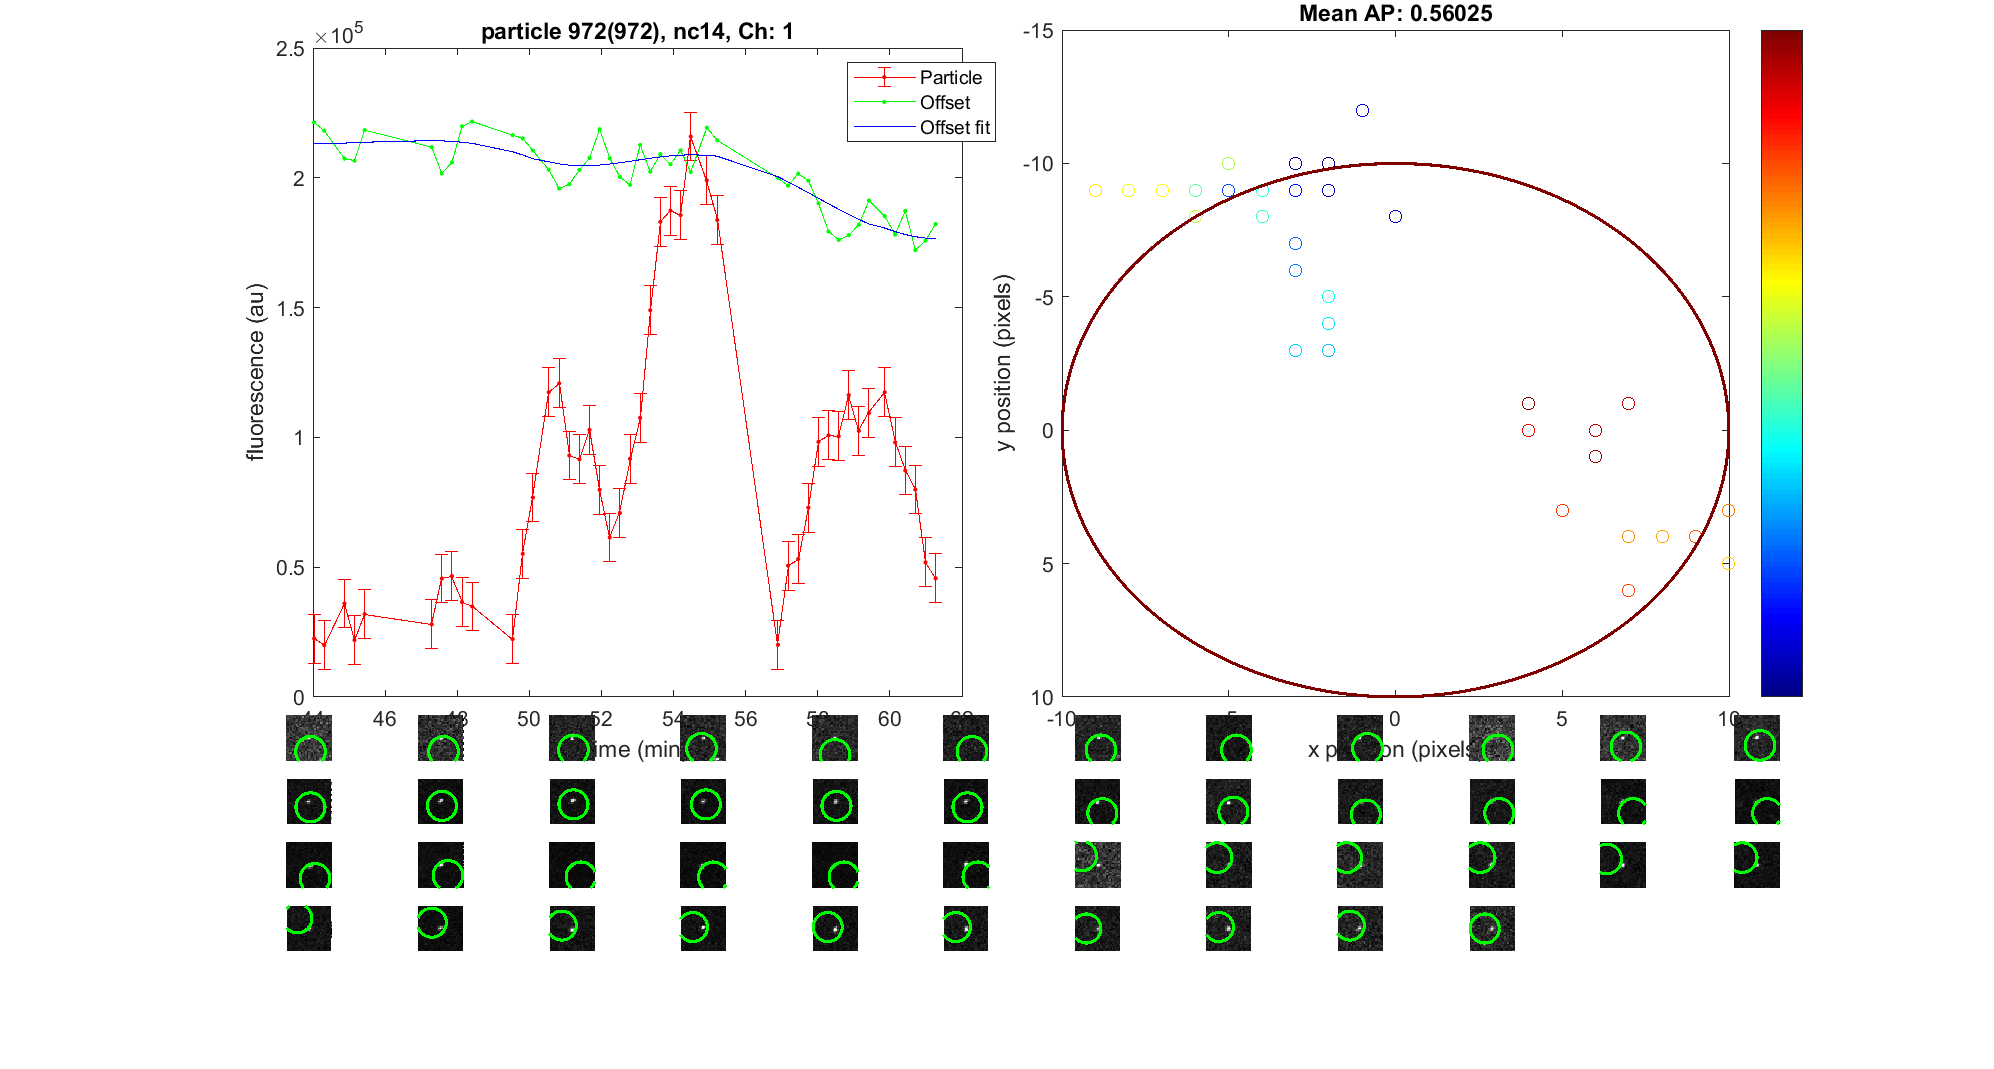 particle 972(972), nc14, Ch: 1
×10^5
2.5
2
1.5
1
0.5
0
fluorescence (au)
Particle
Offset
Offset fit
46
50
52
54
56
60
Mean AP: 0.56025
-15
-10
-5
0
5
10
y position (pixels)
-10
0
5
10
(pixels